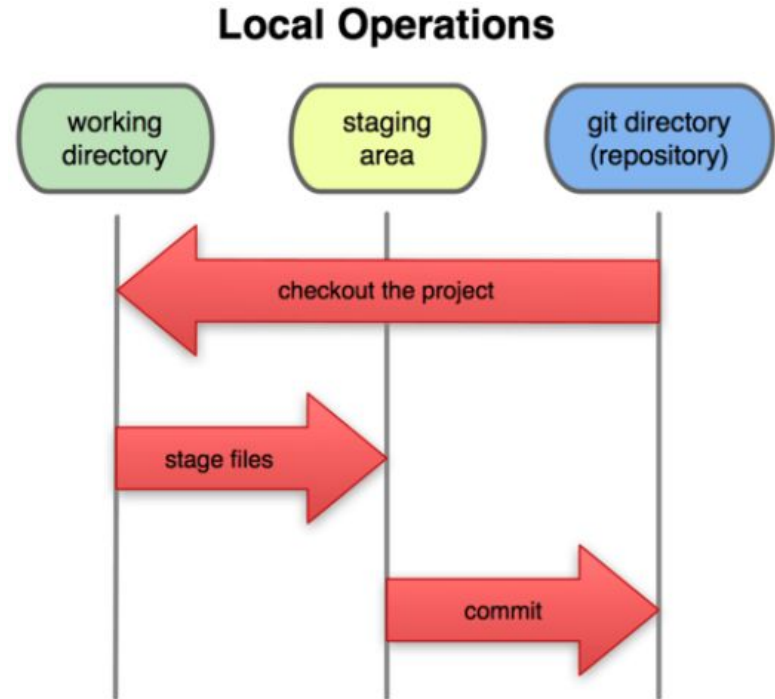 Local Operations
working
directory
staging
area
git directory
(repository)
checkout the project
stage files
commit